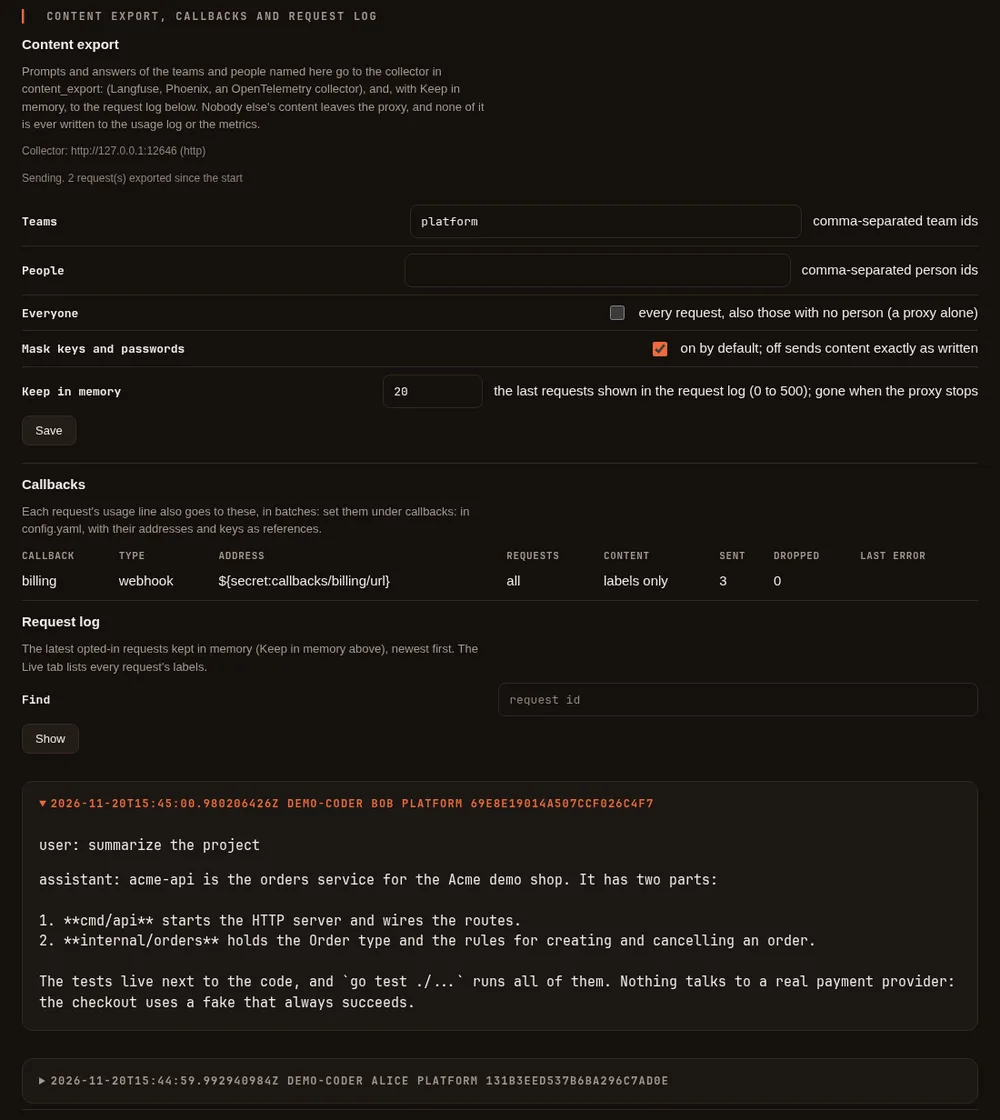 CONTENT EXPORT, CALLBACKS AND REQUEST LOG
Content export
Prompts and answers of the teams and people named here go to the collector in
content_export: (Langfuse, Phoenix, an OpenTelemetry collector), and, with Keep in
memory, to the request log below. Nobody else's content leaves the proxy, and none of it
is ever written to the usage log or the metrics.
Collector: http://127.0.0.1:12646 (http)
Sending. 2 request(s) exported since the start
Teams platform comma-separated team ids
People comma-separated person ids
Everyone every request, also those with no person (a proxy alone)
Mask keys and passwords on by default; off sends content exactly as written
Keep in memory 20 the last requests shown in the request log (0 to 500); gone when the proxy stops
Save
Callbacks
Each request's usage line also goes to these, in batches: set them under callbacks: in
config.yaml, with their addresses and keys as references.
CALLBACK TYPE ADDRESS REQUESTS CONTENT SENT DROPPED LAST ERROR
billing webhook ${secret:callbacks/billing/url} all labels only 3 0
Request log
The latest opted-in requests kept in memory (Keep in memory above), newest first. The
Live tab lists every request's labels.
Find request id
Show
▼ 2026-11-20T15:45:00.980206426Z DEMO-CODER BOB PLATFORM 69E8E19014A507CCF026C4F7
user: summarize the project
assistant: acme-api is the orders service for the Acme demo shop. It has two parts:
1. **cmd/api** starts the HTTP server and wires the routes.
2. **internal/orders** holds the Order type and the rules for creating and cancelling an order.
The tests live next to the code, and `go test ./...` runs all of them. Nothing talks to a real payment provider:
the checkout uses a fake that always succeeds.
▶ 2026-11-20T15:44:59.992940984Z DEMO-CODER ALICE PLATFORM 131B3EED537B6BA296C7AD0E